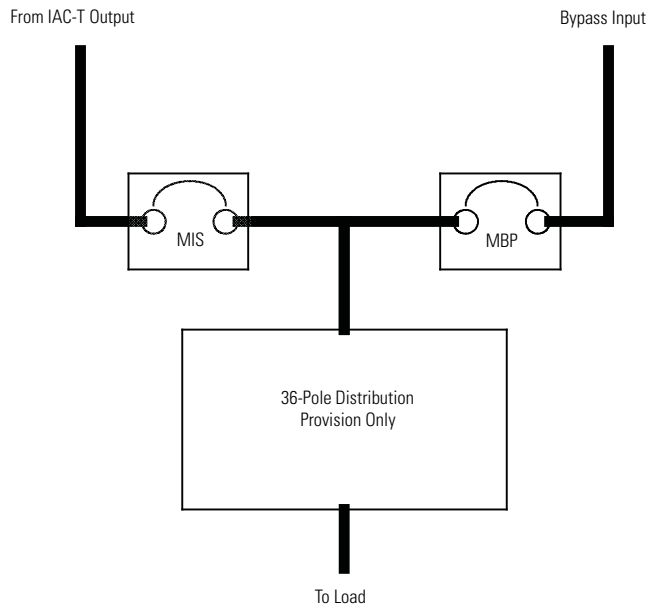 From IAC-T Output
Bypass Input
MIS
MBP
36-Pole Distribution
Provision Only
To Load